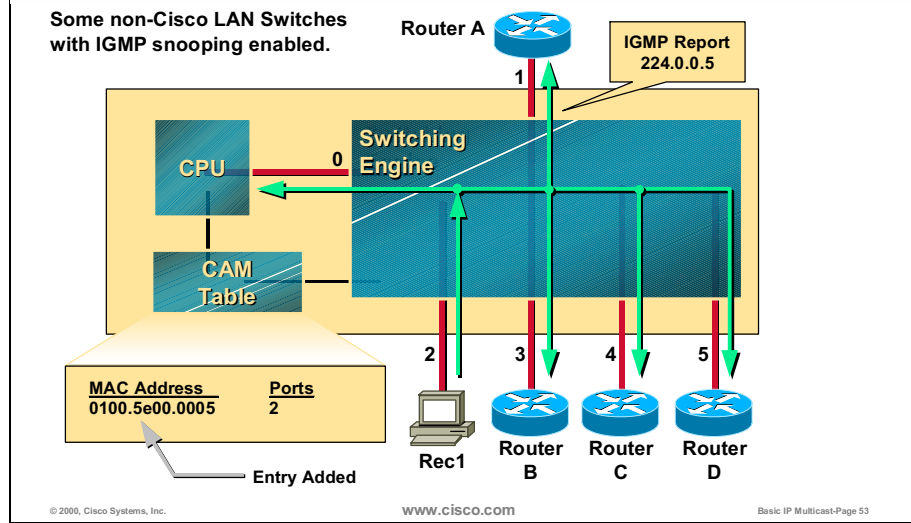 Some non-Cisco LAN Switches
with IGMP snooping enabled.
Router A
IGMP Report
224.0.0.5
1
CPU
0
Switching
Engine
CAM
Table
2
3
4
5
MAC Address Ports
0100.5e00.0005 2
Rec1
Router
B
Router
C
Router
D
Entry Added
© 2000, Cisco Systems, Inc.
www.cisco.com
Basic IP Multicast-Page 53